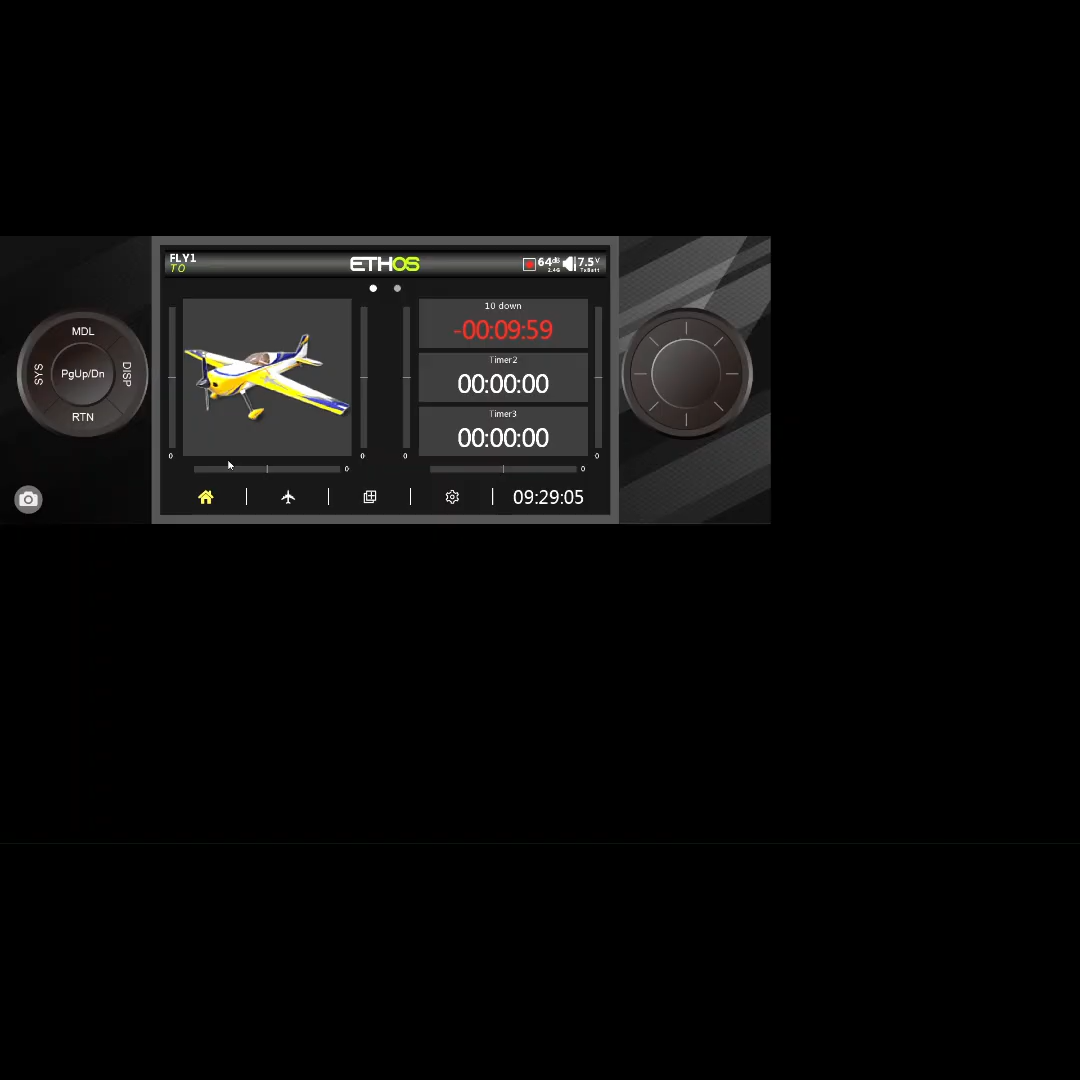 FLY1
TO
ETHOS
64dB
2.4G
7.5V
TxBatt
10 down
-00:09:59
MDL
SYS
PgUp/Dn
DISP
RTN
Timer2
00:00:00
Timer3
00:00:00
0
0
0
0
0
0
09:29:05